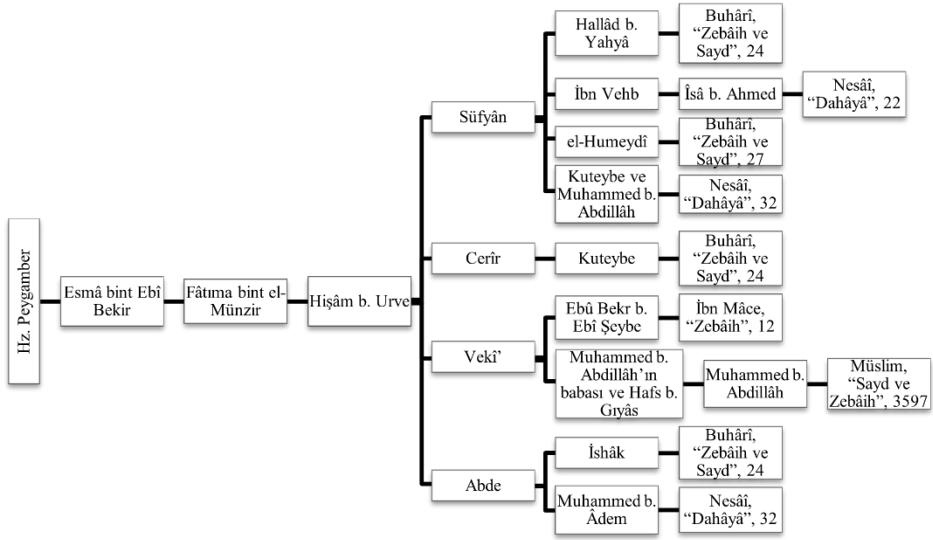 Hz. Peygamber
Esmâ bint Ebî
Bekir
Fâtıma bint el-
Münzir
Hişâm b. Urve
Süfyân
Hallâd b.
Yahyâ
Buhârî,
“Zebâih ve
Sayd”, 24
İbn Vehb
Îsâ b. Ahmed
Nesâî,
“Dahâyâ”, 22
el-Humeydî
Buhârî,
“Zebâih ve
Sayd”, 27
Kuteybe ve
Muhammed b.
Abdillâh
Nesâî,
“Dahâyâ”, 32
Cerîr
Kuteybe
Buhârî,
“Zebâih ve
Sayd”, 24
Vekî’
Ebû Bekr b.
Ebî Şeybe
İbn Mâce,
“Zebâih”, 12
Muhammed b.
Abdillâh’ın
babası ve Hafs b.
Gıyâs
Muhammed b.
Abdillâh
Müslim,
“Sayd ve
Zebâih”, 3597
Abde
İshâk
Buhârî,
“Zebâih ve
Sayd”, 24
Muhammed b.
Âdem
Nesâî,
“Dahâyâ”, 32